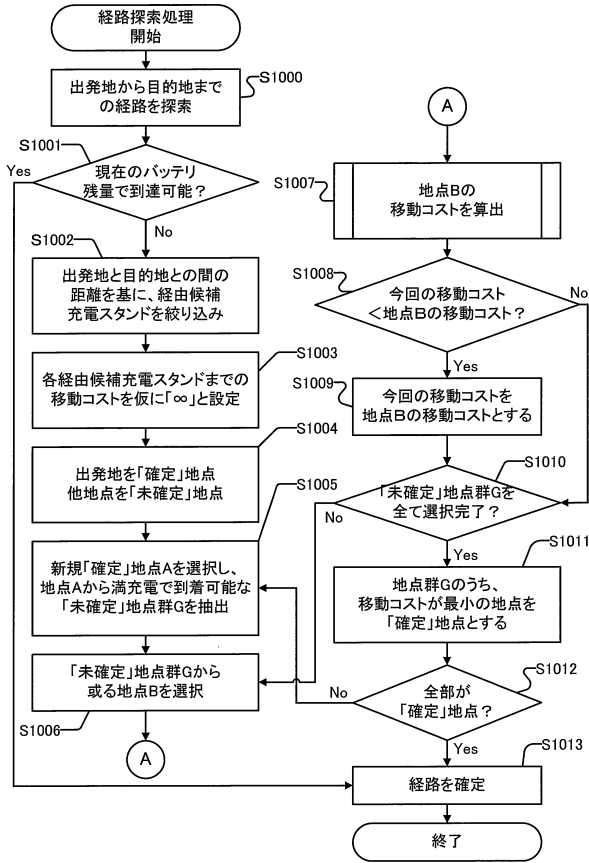 経路探索処理
開始
S1000
出発地から目的地まで
の経路を探索
S1001
Yes
現在のバッテリ
残量で到達可能？
No
S1002
出発地と目的地との間の
距離を基に、経由候補
充電スタンドを絞り込み
S1003
各経由候補充電スタンドまでの
移動コストを仮に「∞」と設定
S1004
出発地を「確定」地点
他地点を「未確定」地点
S1005
新規「確定」地点Aを選択し、
地点Aから満充電で到着可能な
「未確定」地点群Gを抽出
「未確定」地点群Gから
或る地点Bを選択
S1006
A
A
S1007
地点Bの
移動コストを算出
S1008
今回の移動コスト
＜地点Bの移動コスト？
No
Yes
S1009
今回の移動コストを
地点Bの移動コストとする
S1010
「未確定」地点群Gを
全て選択完了？
No
Yes
S1011
地点群Gのうち、
移動コストが最小の地点を
「確定」地点とする
S1012
No
全部が
「確定」地点？
Yes
S1013
経路を確定
終了